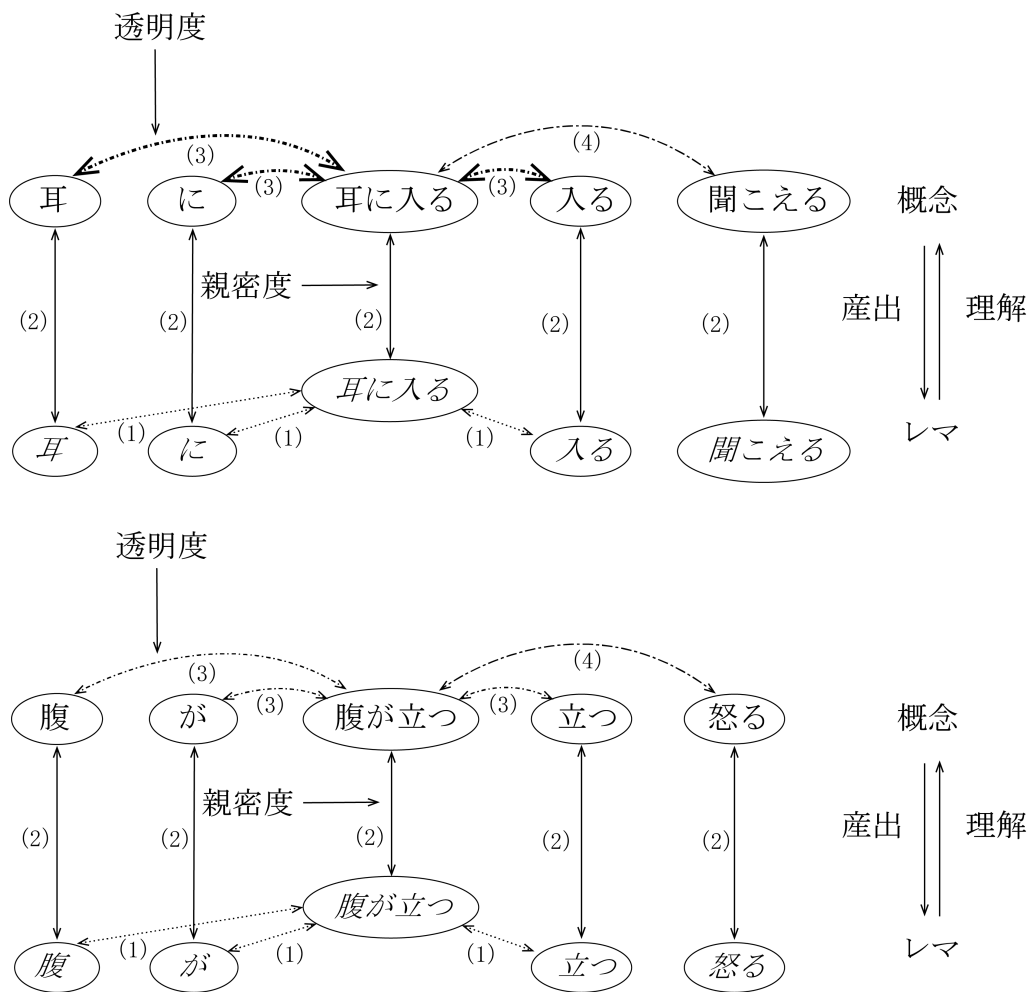 透明度
(4)
(3)
(3)
(3)
耳
に
耳に入る
入る
聞こえる
概念
親密度
(2)
(2)
(2)
(2)
(2)
産出
理解
耳に入る
(1)
(1)
(1)
耳
に
入る
聞こえる
レマ
透明度
(4)
(3)
(3)
(3)
腹
が
腹が立つ
立つ
怒る
概念
親密度
(2)
(2)
(2)
(2)
(2)
産出
理解
腹が立つ
(1)
(1)
(1)
腹
が
立つ
怒る
レマ